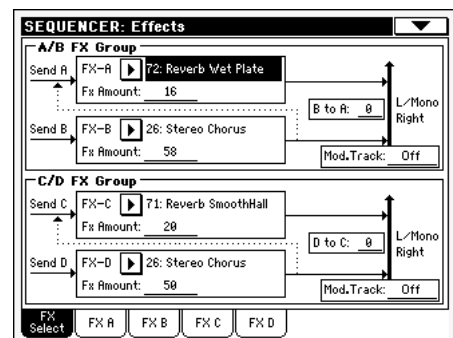 SEQUENCER: Effects
A/B FX Group
Send A FX-A 72: Reverb Wet Plate
Fx Amount: 16
B to A: 0
L/Mono
Right
Send B FX-B 26: Stereo Chorus
Fx Amount: 58
Mod.Track: Off
C/D FX Group
Send C FX-C 71: Reverb SmoothHall
Fx Amount: 20
D to C: 0
L/Mono
Right
Send D FX-D 26: Stereo Chorus
Fx Amount: 50
Mod.Track: Off
FX Select FX A FX B FX C FX D